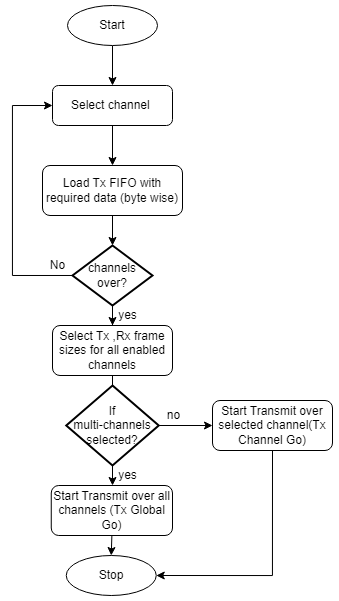 Start
Select channel
Load Tx FIFO with
required data (byte wise)
No
channels
over?
yes
Select Tx ,Rx frame
sizes for all enabled
channels
If
multi-channels
selected?
no
Start Transmit over
selected channel(Tx
Channel Go)
yes
Start Transmit over all
channels (Tx Global
Go)
Stop